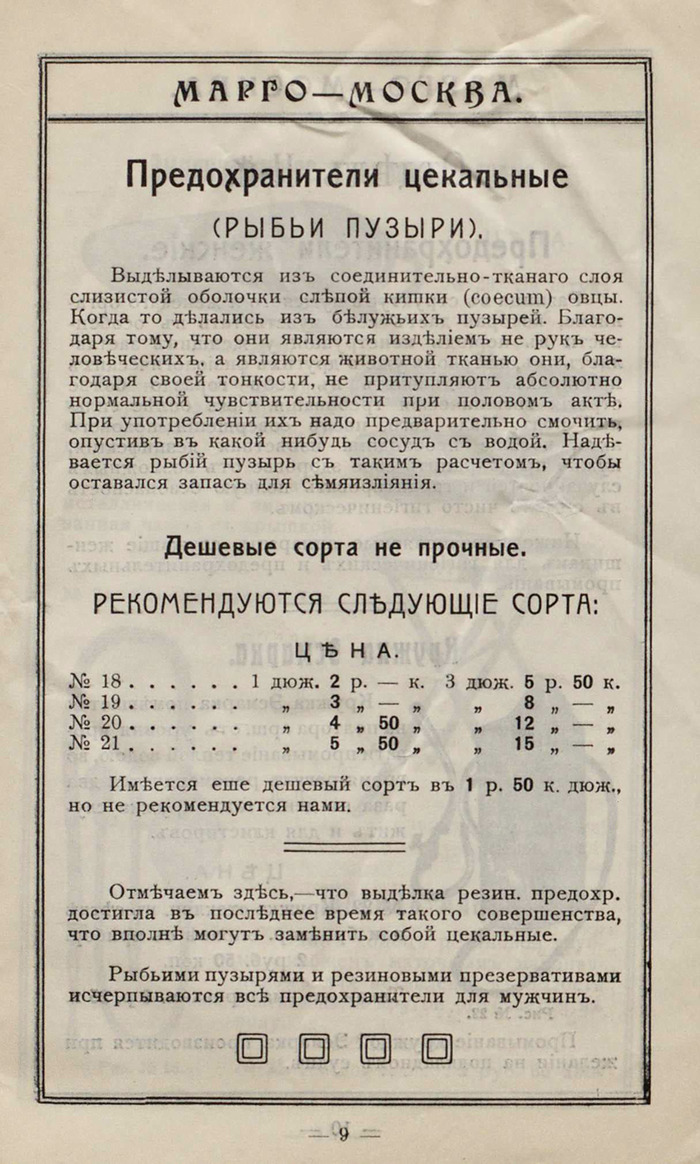 МАРГО—МОСКВА.
Предохранители цекальные
(РЫБЬИ ПУЗЫРИ).
Выдѣлываются изъ соединительно-тканаго слоя
слизистой оболочки слѣпой кишки (coecum) овцы.
Когда то дѣлались изъ бѣлужьихъ пузырей. Благо-
даря тому, что они являются издѣліемъ не рукъ че-
ловѣческихъ, а являются животной тканью они, бла-
годаря своей тонкости, не притупляютъ абсолютно
нормальной чувствительности при половомъ актѣ.
При употребленіи ихъ надо предварительно смочить,
опустивъ въ какой нибудь сосудъ съ водой. Надѣ-
вается рыбій пузырь съ такимъ расчетомъ, чтобы
оставался запасъ для сѣмяизліянія.
Дешевые сорта не прочные.
РЕКОМЕНДУЮТСЯ СЛѢДУЮЩІЕ СОРТА:
ЦѢНА.
№ 18 . . . . . . 1 дюж. 2 р. — к. 3 дюж. 5 р. 50 к.
№ 19 . . . . . . „ 3 „ — „ „ 8 „ — „
№ 20 . . . . . . „ 4 „ 50 „ „ 12 „ — „
№ 21 . . . . . . „ 5 „ 50 „ „ 15 „ — „
Имѣется еше дешевый сортъ въ 1 р. 50 к. дюж.,
но не рекомендуется нами.
Отмѣчаемъ здѣсь,—что выдѣлка резин. предохр.
достигла въ послѣднее время такого совершенства,
что вполнѣ могутъ замѣнить собой цекальные.
Рыбьими пузырями и резиновыми презервативами
исчерпываются всѣ предохранители для мужчинъ.
— 9 —